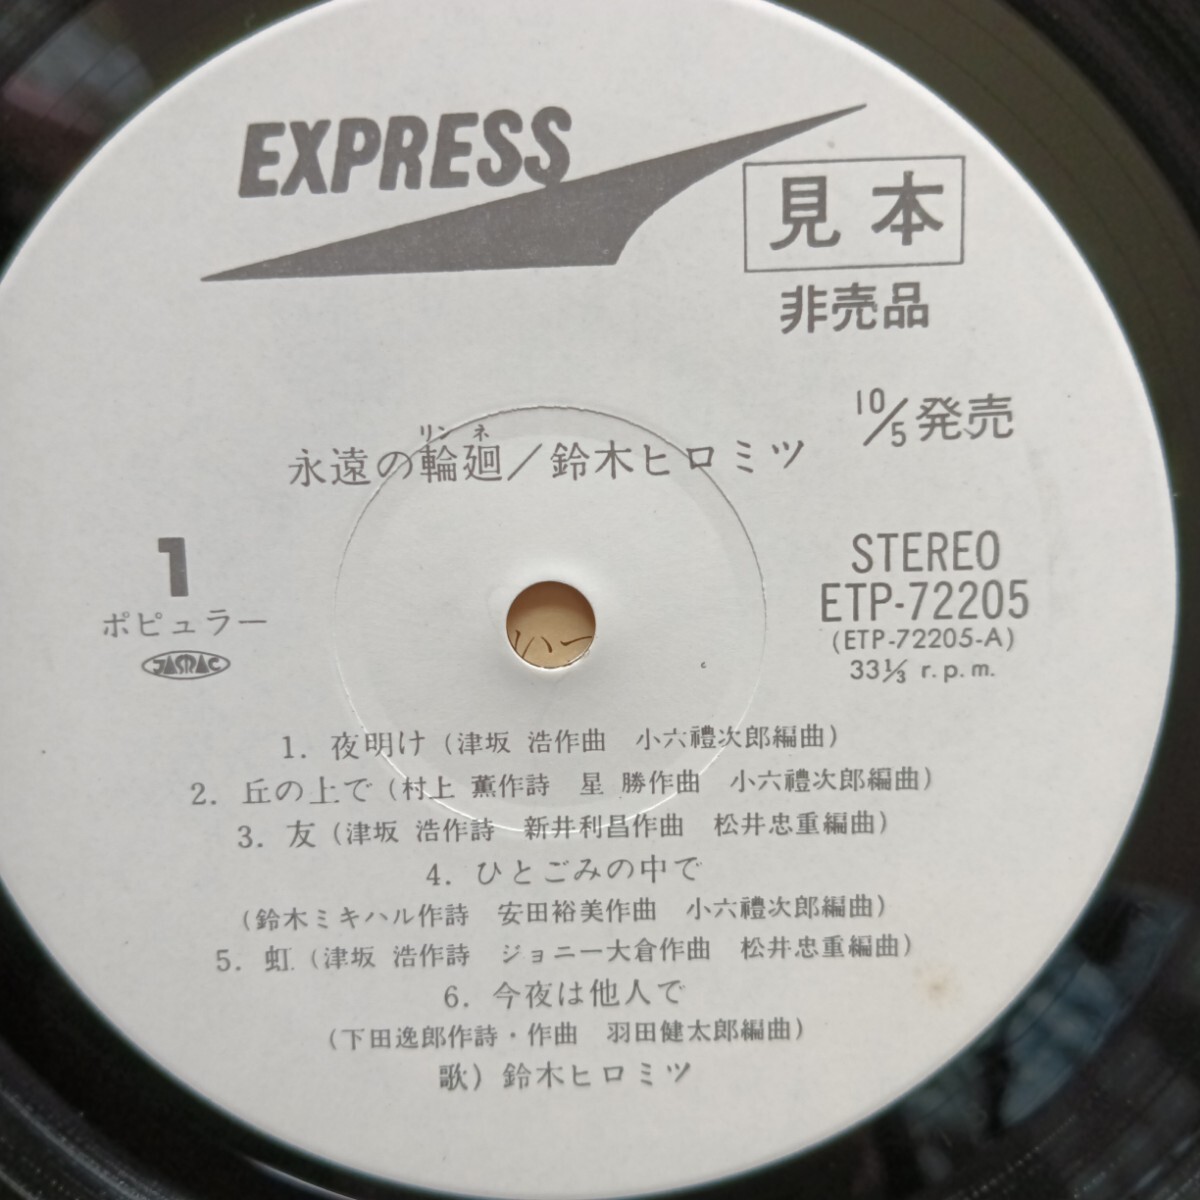 EXPRESS
見本
非売品
10/5発売
リンネ
永遠の輪廻／鈴木ヒロミツ
1
ポピュラー
JASRAC
STEREO
ETP-72205
(ETP-72205-A)
33 1/3 r.p.m.
1. 夜明け (津坂 浩作曲 小六禮次郎編曲)
2. 丘の上で (村上 薫作詩 星 勝作曲 小六禮次郎編曲)
3. 友 (津坂 浩作詩 新井利昌作曲 松井忠重編曲)
4. ひとごみの中で
(鈴木ミキハル作詩 安田裕美作曲 小六禮次郎編曲)
5. 虹 (津坂 浩作詩 ジョニー大倉作曲 松井忠重編曲)
6. 今夜は他人で
(下田逸郎作詩・作曲 羽田健太郎編曲)
歌) 鈴木ヒロミツ